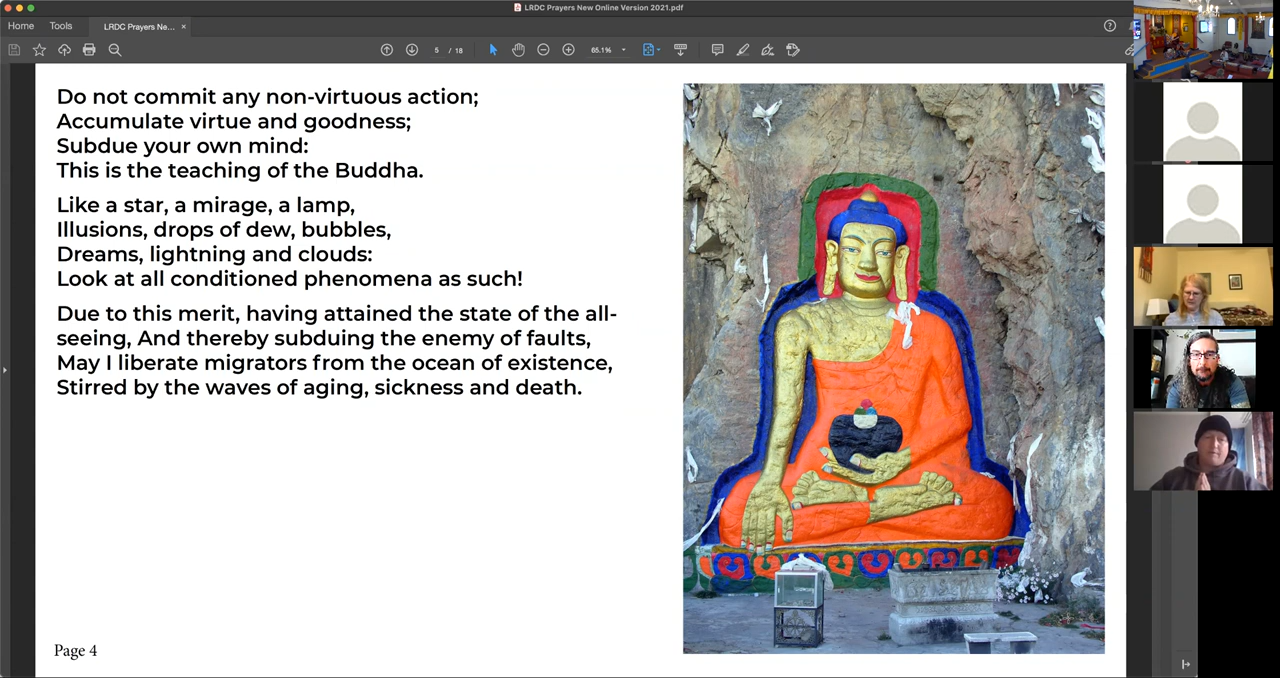 LRDC Prayers New Online Version 2021.pdf
Home Tools LRDC Prayers Ne... ×
5 / 18 65.1%
Do not commit any non-virtuous action;
Accumulate virtue and goodness;
Subdue your own mind:
This is the teaching of the Buddha.
Like a star, a mirage, a lamp,
Illusions, drops of dew, bubbles,
Dreams, lightning and clouds:
Look at all conditioned phenomena as such!
Due to this merit, having attained the state of the all-
seeing, And thereby subduing the enemy of faults,
May I liberate migrators from the ocean of existence,
Stirred by the waves of aging, sickness and death.
Page 4